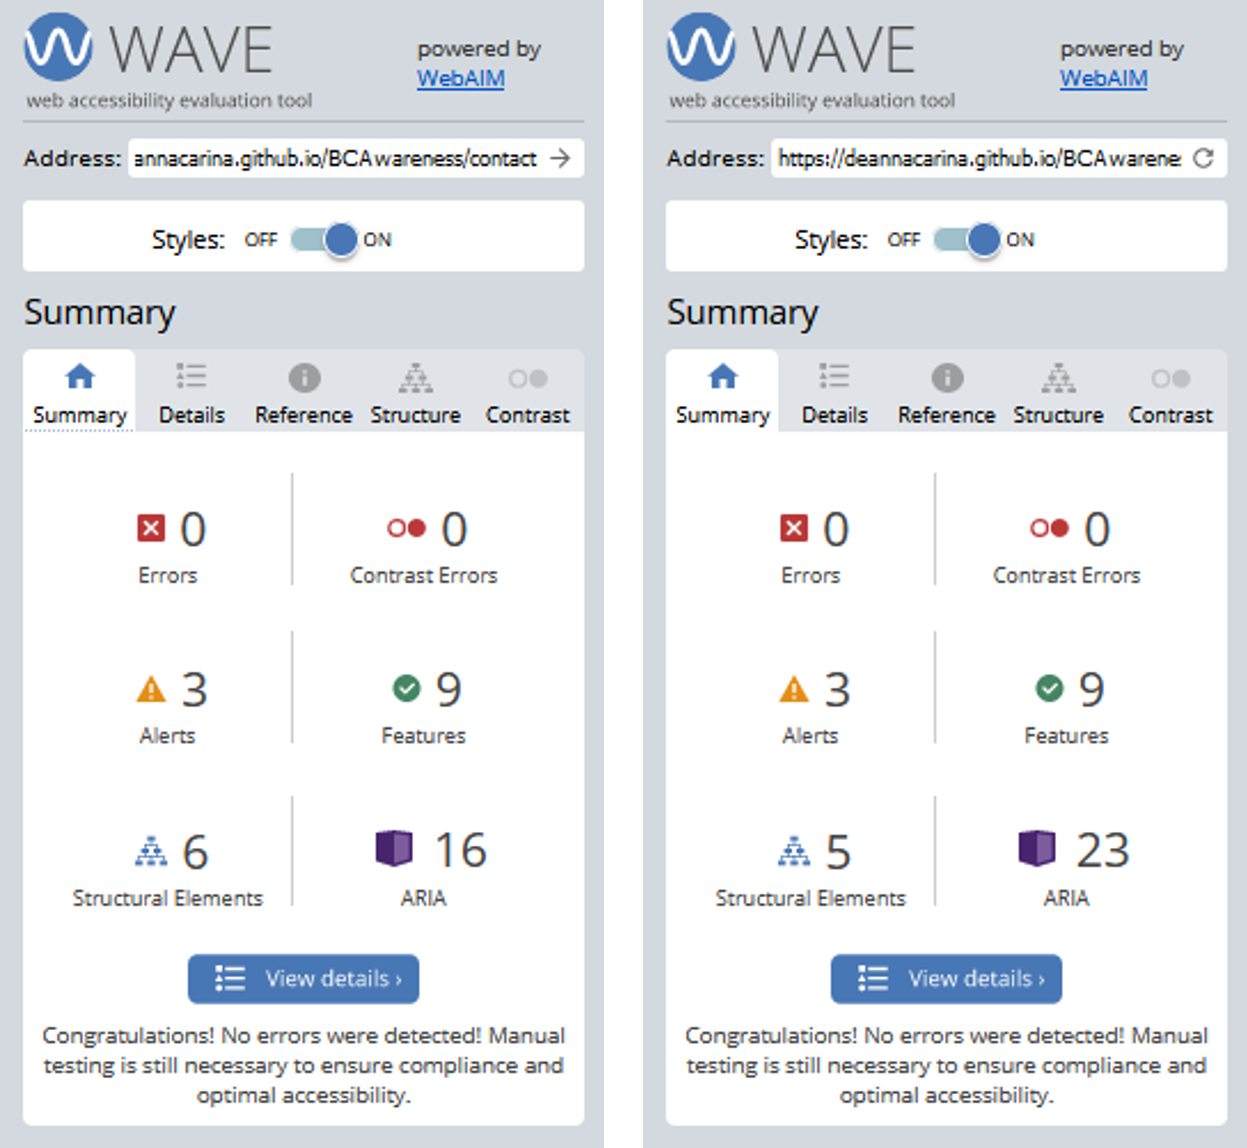 WAVE
powered by
WebAIM
web accessibility evaluation tool
Address: annacarina.github.io/BCAwareness/contact
Styles: OFF ON
Summary
Summary Details Reference Structure Contrast
0 0
Errors Contrast Errors
3 9
Alerts Features
6 16
Structural Elements ARIA
View details ›
Congratulations! No errors were detected! Manual
testing is still necessary to ensure compliance and
optimal accessibility.
WAVE
powered by
WebAIM
web accessibility evaluation tool
Address: https://deannacarina.github.io/BCAwarenes
Styles: OFF ON
Summary
Summary Details Reference Structure Contrast
0 0
Errors Contrast Errors
3 9
Alerts Features
5 23
Structural Elements ARIA
View details ›
Congratulations! No errors were detected! Manual
testing is still necessary to ensure compliance and
optimal accessibility.